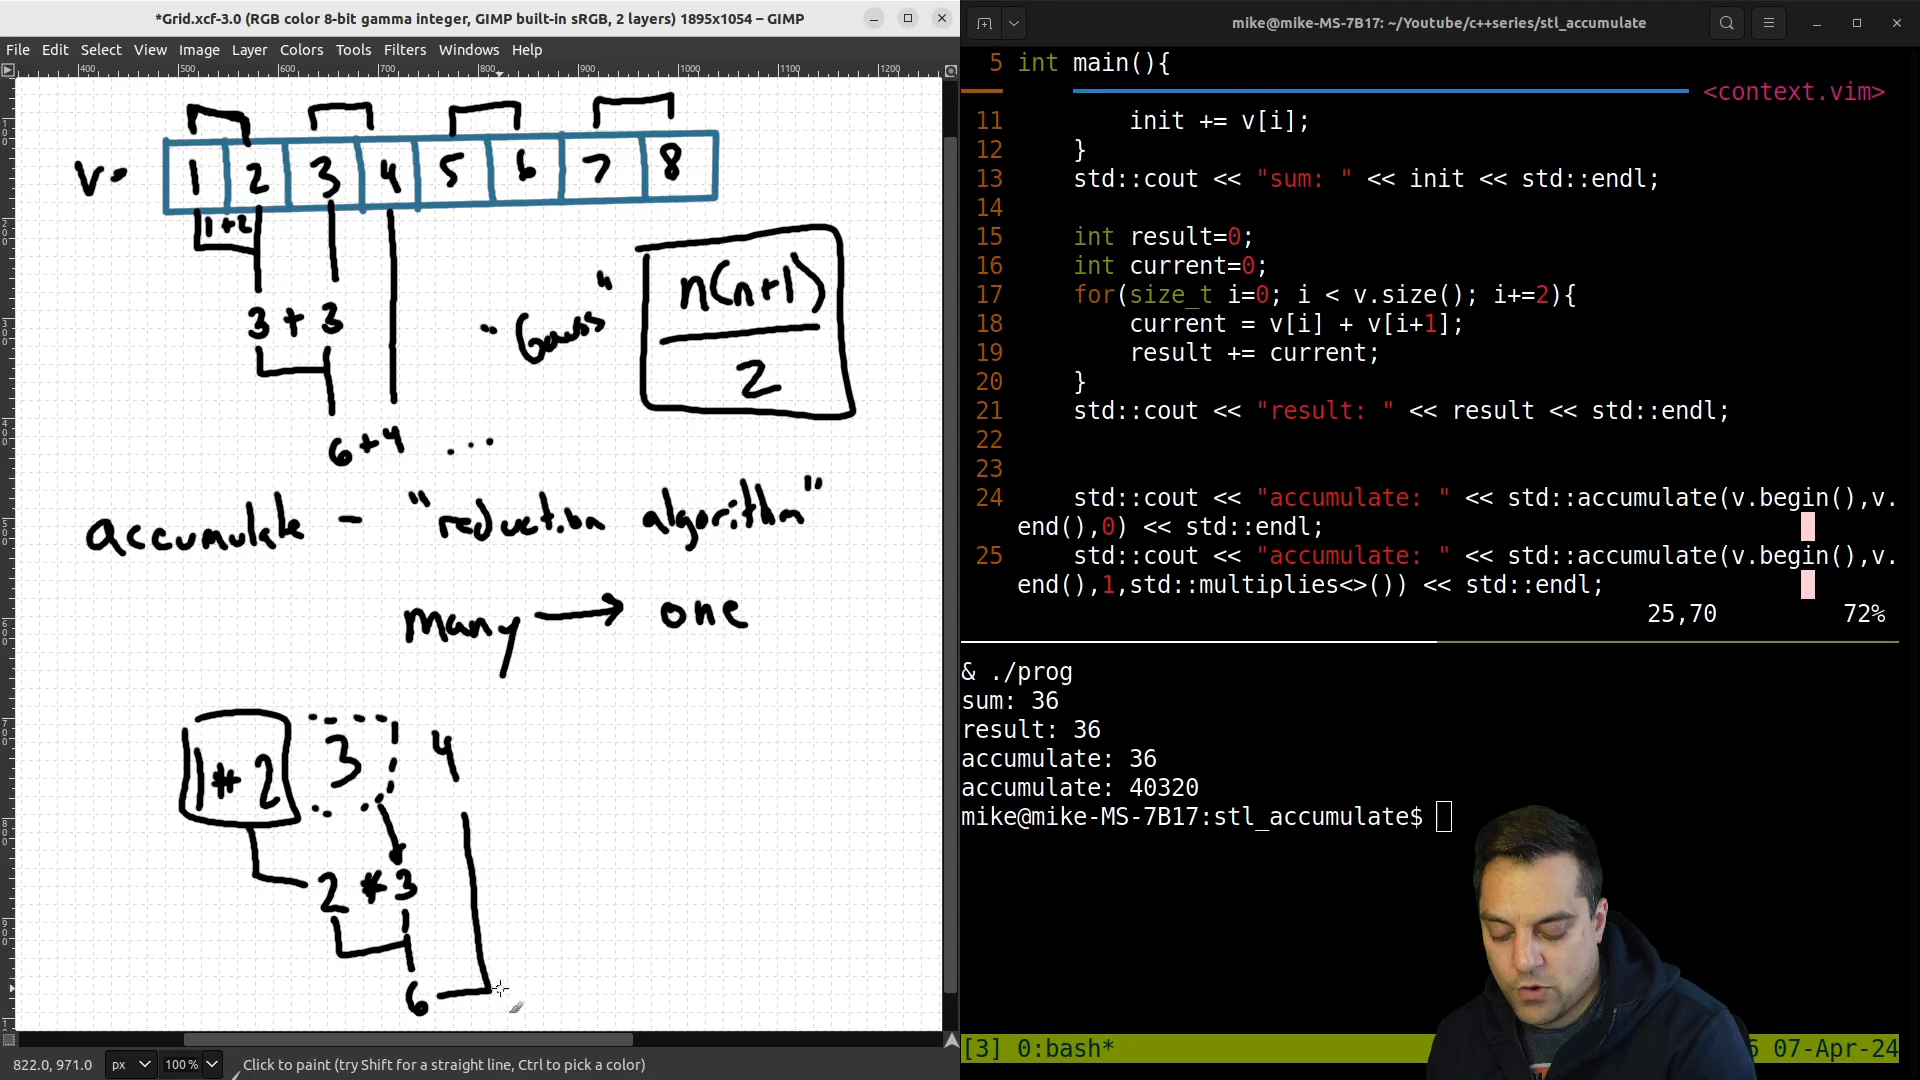 *Grid.xcf-3.0 (RGB color 8-bit gamma integer, GIMP built-in sRGB, 2 layers) 1895x1054 – GIMP
File Edit Select View Image Layer Colors Tools Filters Windows Help
400 500 600 700 800 900 1000 1100 1200
V= 1 2 3 4 5 6 7 8
1+2
3 + 3
"Gauss"
n(n+1)
2
6+4 ...
accumulate - "reduction algorithm"
many → one
1 * 2 3 4
2 * 3
6
822.0, 971.0 px 100 % Click to paint (try Shift for a straight line, Ctrl to pick a color)
mike@mike-MS-7B17: ~/Youtube/c++series/stl_accumulate
5 int main(){
<context.vim>
11 init += v[i];
12 }
13 std::cout << "sum: " << init << std::endl;
14
15 int result=0;
16 int current=0;
17 for(size_t i=0; i < v.size(); i+=2){
18 current = v[i] + v[i+1];
19 result += current;
20 }
21 std::cout << "result: " << result << std::endl;
22
23
24 std::cout << "accumulate: " << std::accumulate(v.begin(),v.
end(),0) << std::endl;
25 std::cout << "accumulate: " << std::accumulate(v.begin(),v.
end(),1,std::multiplies<>()) << std::endl;
25,70 72%
& ./prog
sum: 36
result: 36
accumulate: 36
accumulate: 40320
mike@mike-MS-7B17:stl_accumulate$
[3] 0:bash* 07-Apr-24